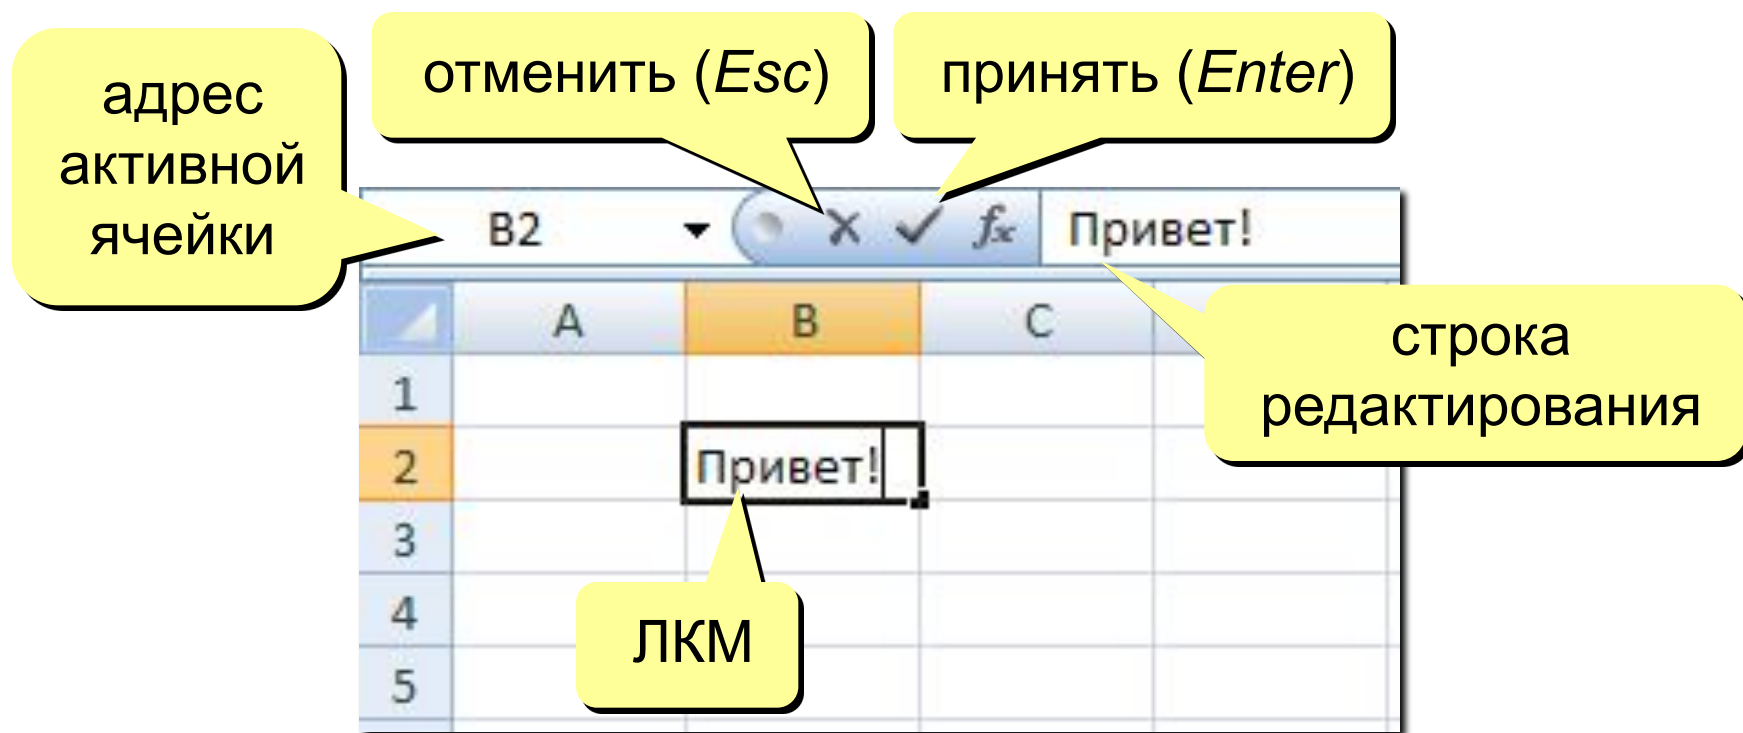 адрес
активной
ячейки
отменить (Esc)
принять (Enter)
B2
fx
Привет!
A B C
строка
редактирования
1
2 Привет!
3
4
5
ЛКМ